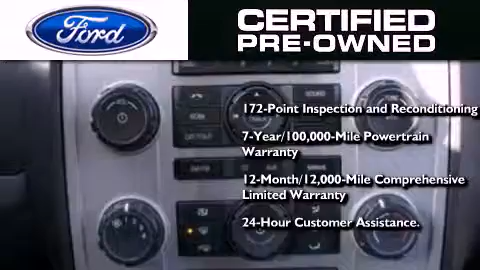 Ford
CERTIFIED
PRE-OWNED
172-Point Inspection and Reconditioning
7-Year/100,000-Mile Powertrain
Warranty
12-Month/12,000-Mile Comprehensive
Limited Warranty
24-Hour Customer Assistance.